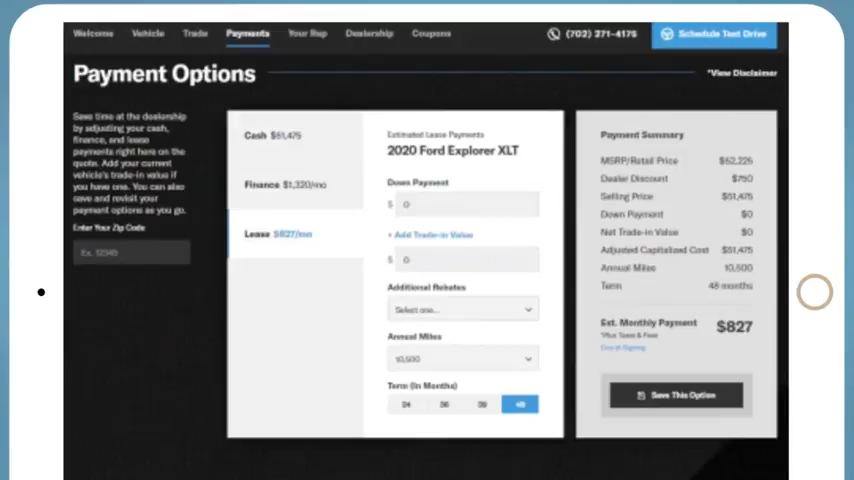 Welcome Vehicle Trade Payments Your Rep Dealership Coupons (702) 271-4175 Schedule Test Drive
Payment Options
*View Disclaimer
Save time at the dealership
by adjusting your cash,
finance, and lease
payments right here on the
quote. Add your current
vehicle's trade-in value if
you have one. You can also
save and revisit your
payment options as you go.
Enter Your Zip Code
Ex. 12345
Cash $51,475
Finance $1,320/mo
Lease $827/mo
Estimated Lease Payments
2020 Ford Explorer XLT
Down Payment
$ 0
+ Add Trade-in Value
$ 0
Additional Rebates
Select one...
Annual Miles
10,500
Term (In Months)
24 36 39 48
Payment Summary
MSRP/Retail Price $52,225
Dealer Discount $750
Selling Price $51,475
Down Payment $0
Net Trade-in Value $0
Adjusted Capitalized Cost $51,475
Annual Miles 10,500
Term 48 months
Est. Monthly Payment $827
*Plus Taxes & Fees
Due at Signing
Save This Option